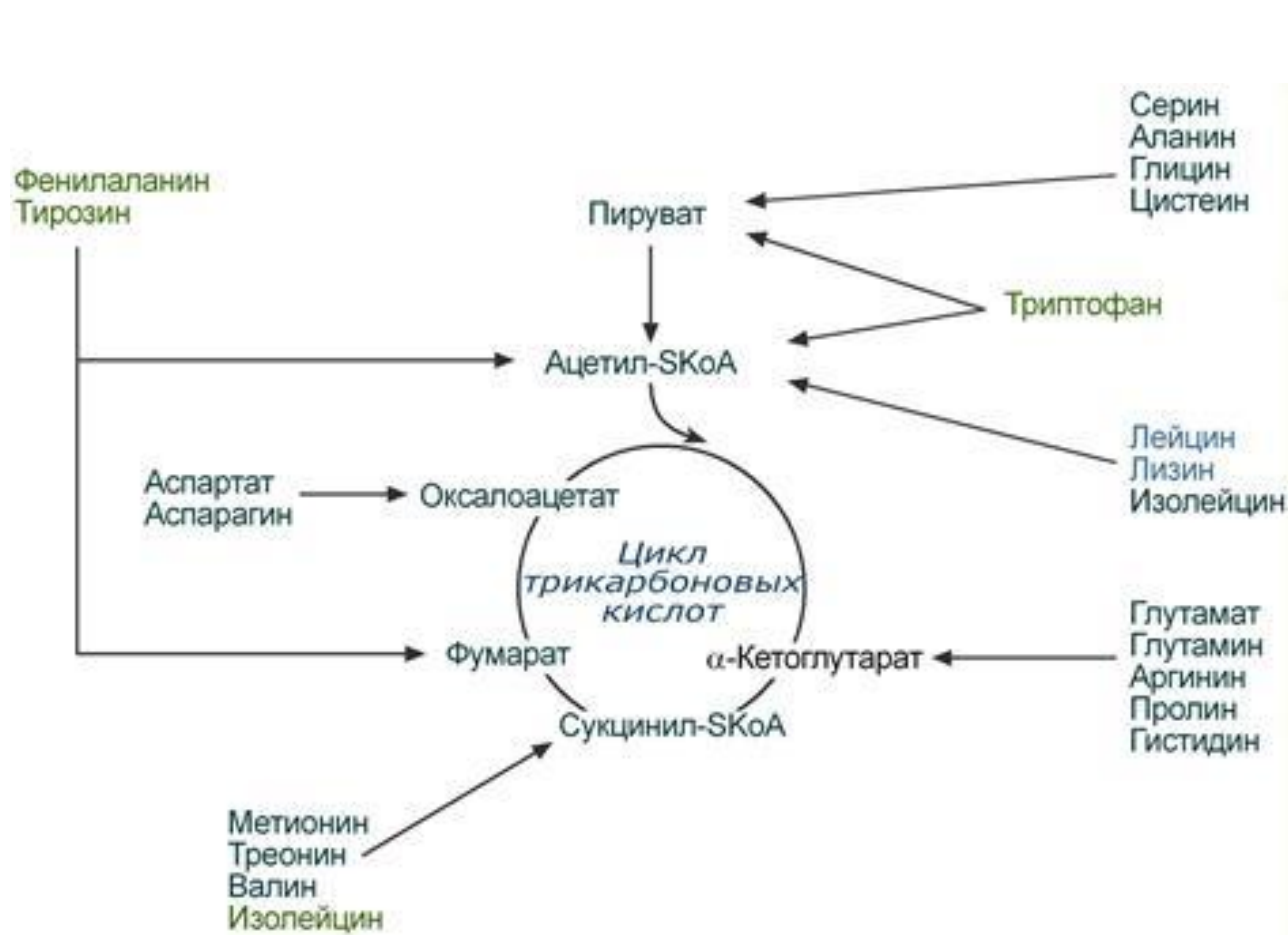 Серин
Аланин
Глицин
Цистеин
Фенилаланин
Тирозин
Пируват
Триптофан
Ацетил-SKoA
Лейцин
Лизин
Изолейцин
Аспартат
Аспарагин
Оксалоацетат
Цикл
трикарбоновых
кислот
Глутамат
Глутамин
Аргинин
Пролин
Гистидин
Фумарат
α-Кетоглутарат
Сукцинил-SKoA
Метионин
Треонин
Валин
Изолейцин